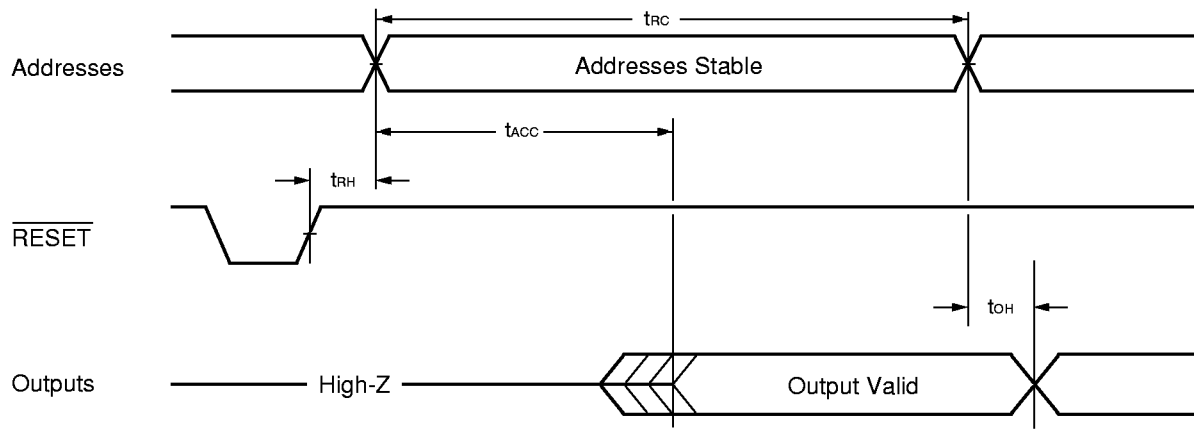 tRC
Addresses
Addresses Stable
tACC
tRH
RESET
tOH
Outputs
High-Z
Output Valid